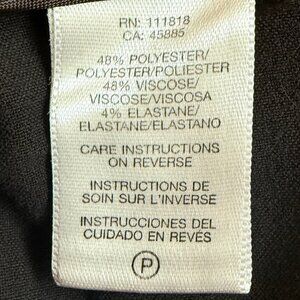 RN: 111818
CA: 45885
48% POLYESTER/
POLYESTER/POLIESTER
48% VISCOSE/
VISCOSE/VISCOSA
4% ELASTANE/
ELASTANE/ELASTANO
CARE INSTRUCTIONS
ON REVERSE
INSTRUCTIONS DE
SOIN SUR L'INVERSE
INSTRUCCIONES DEL
CUIDADO EN REVÉS
P